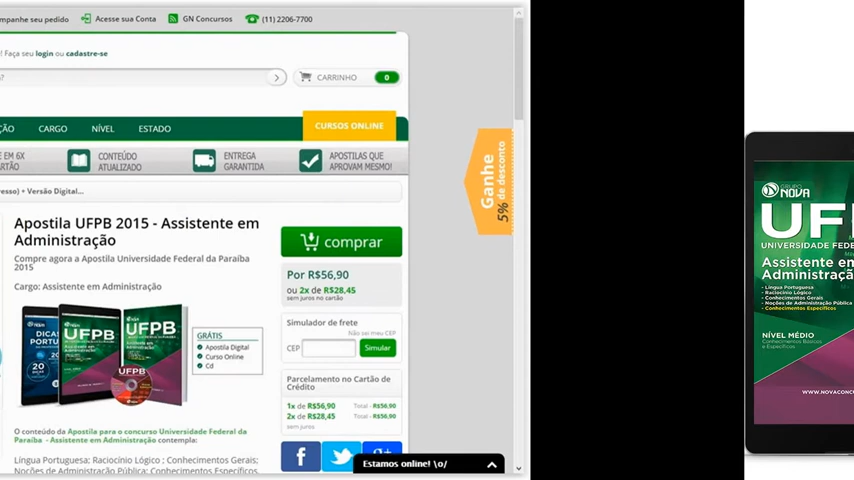 mpanhe seu pedido
Acesse sua Conta
GN Concursos
(11) 2206-7700
! Faça seu login ou cadastre-se
?
CARRINHO
0
ÇÃO
CARGO
NÍVEL
ESTADO
CURSOS ONLINE
E EM 6X
RTÃO
CONTEÚDO
ATUALIZADO
ENTREGA
GARANTIDA
APOSTILAS QUE
APROVAM MESMO!
Ganhe
5% de desconto
resso) + Versão Digital...
Apostila UFPB 2015 - Assistente em
Administração
Compre agora a Apostila Universidade Federal da Paraíba
2015
Cargo: Assistente em Administração
comprar
Por R$56,90
ou 2x de R$28,45
sem juros no cartão
Simulador de frete
Não sei meu CEP
CEP
Simular
Parcelamento no Cartão de
Crédito
1x de R$56,90
Total - R$56,90
2x de R$28,45
Total - R$56,90
sem juros
UFPB
UFPB
UFPB
GRÁTIS
Apostila Digital
Curso Online
Cd
O conteúdo da Apostila para o concurso Universidade Federal da
Paraíba - Assistente em Administração contempla:
Língua Portuguesa; Raciocínio Lógico ; Conhecimentos Gerais;
Noções de Administração Pública; Conhecimentos Específicos
Estamos online! \o/
GRUPO
NOVA
UFP
UNIVERSIDADE FEDE
Assistente em
Administraçã
- Língua Portuguesa
- Raciocínio Lógico
- Conhecimentos Gerais
- Noções de Administração Pública
- Conhecimentos Específicos
NÍVEL MÉDIO
Conhecimentos Básicos
e Específicos
WWW.NOVACONCU